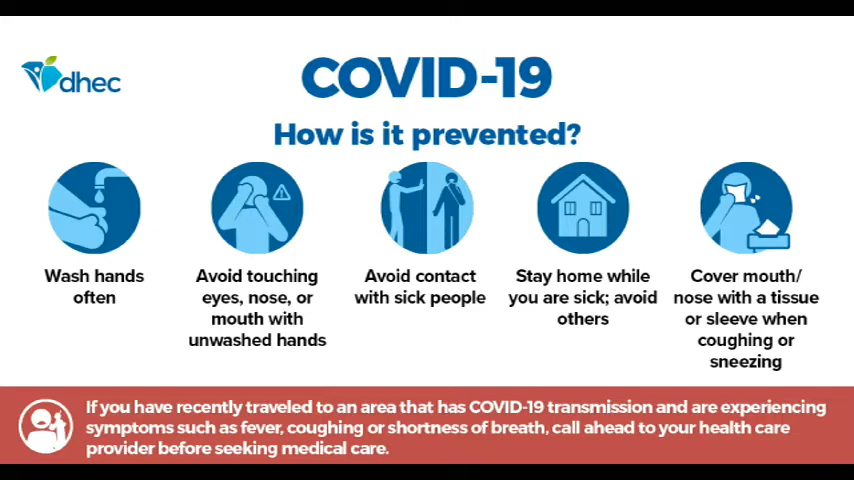 dhec
COVID-19
How is it prevented?
Wash hands
often
Avoid touching
eyes, nose, or
mouth with
unwashed hands
Avoid contact
with sick people
Stay home while
you are sick; avoid
others
Cover mouth/
nose with a tissue
or sleeve when
coughing or
sneezing
If you have recently traveled to an area that has COVID-19 transmission and are experiencing
symptoms such as fever, coughing or shortness of breath, call ahead to your health care
provider before seeking medical care.